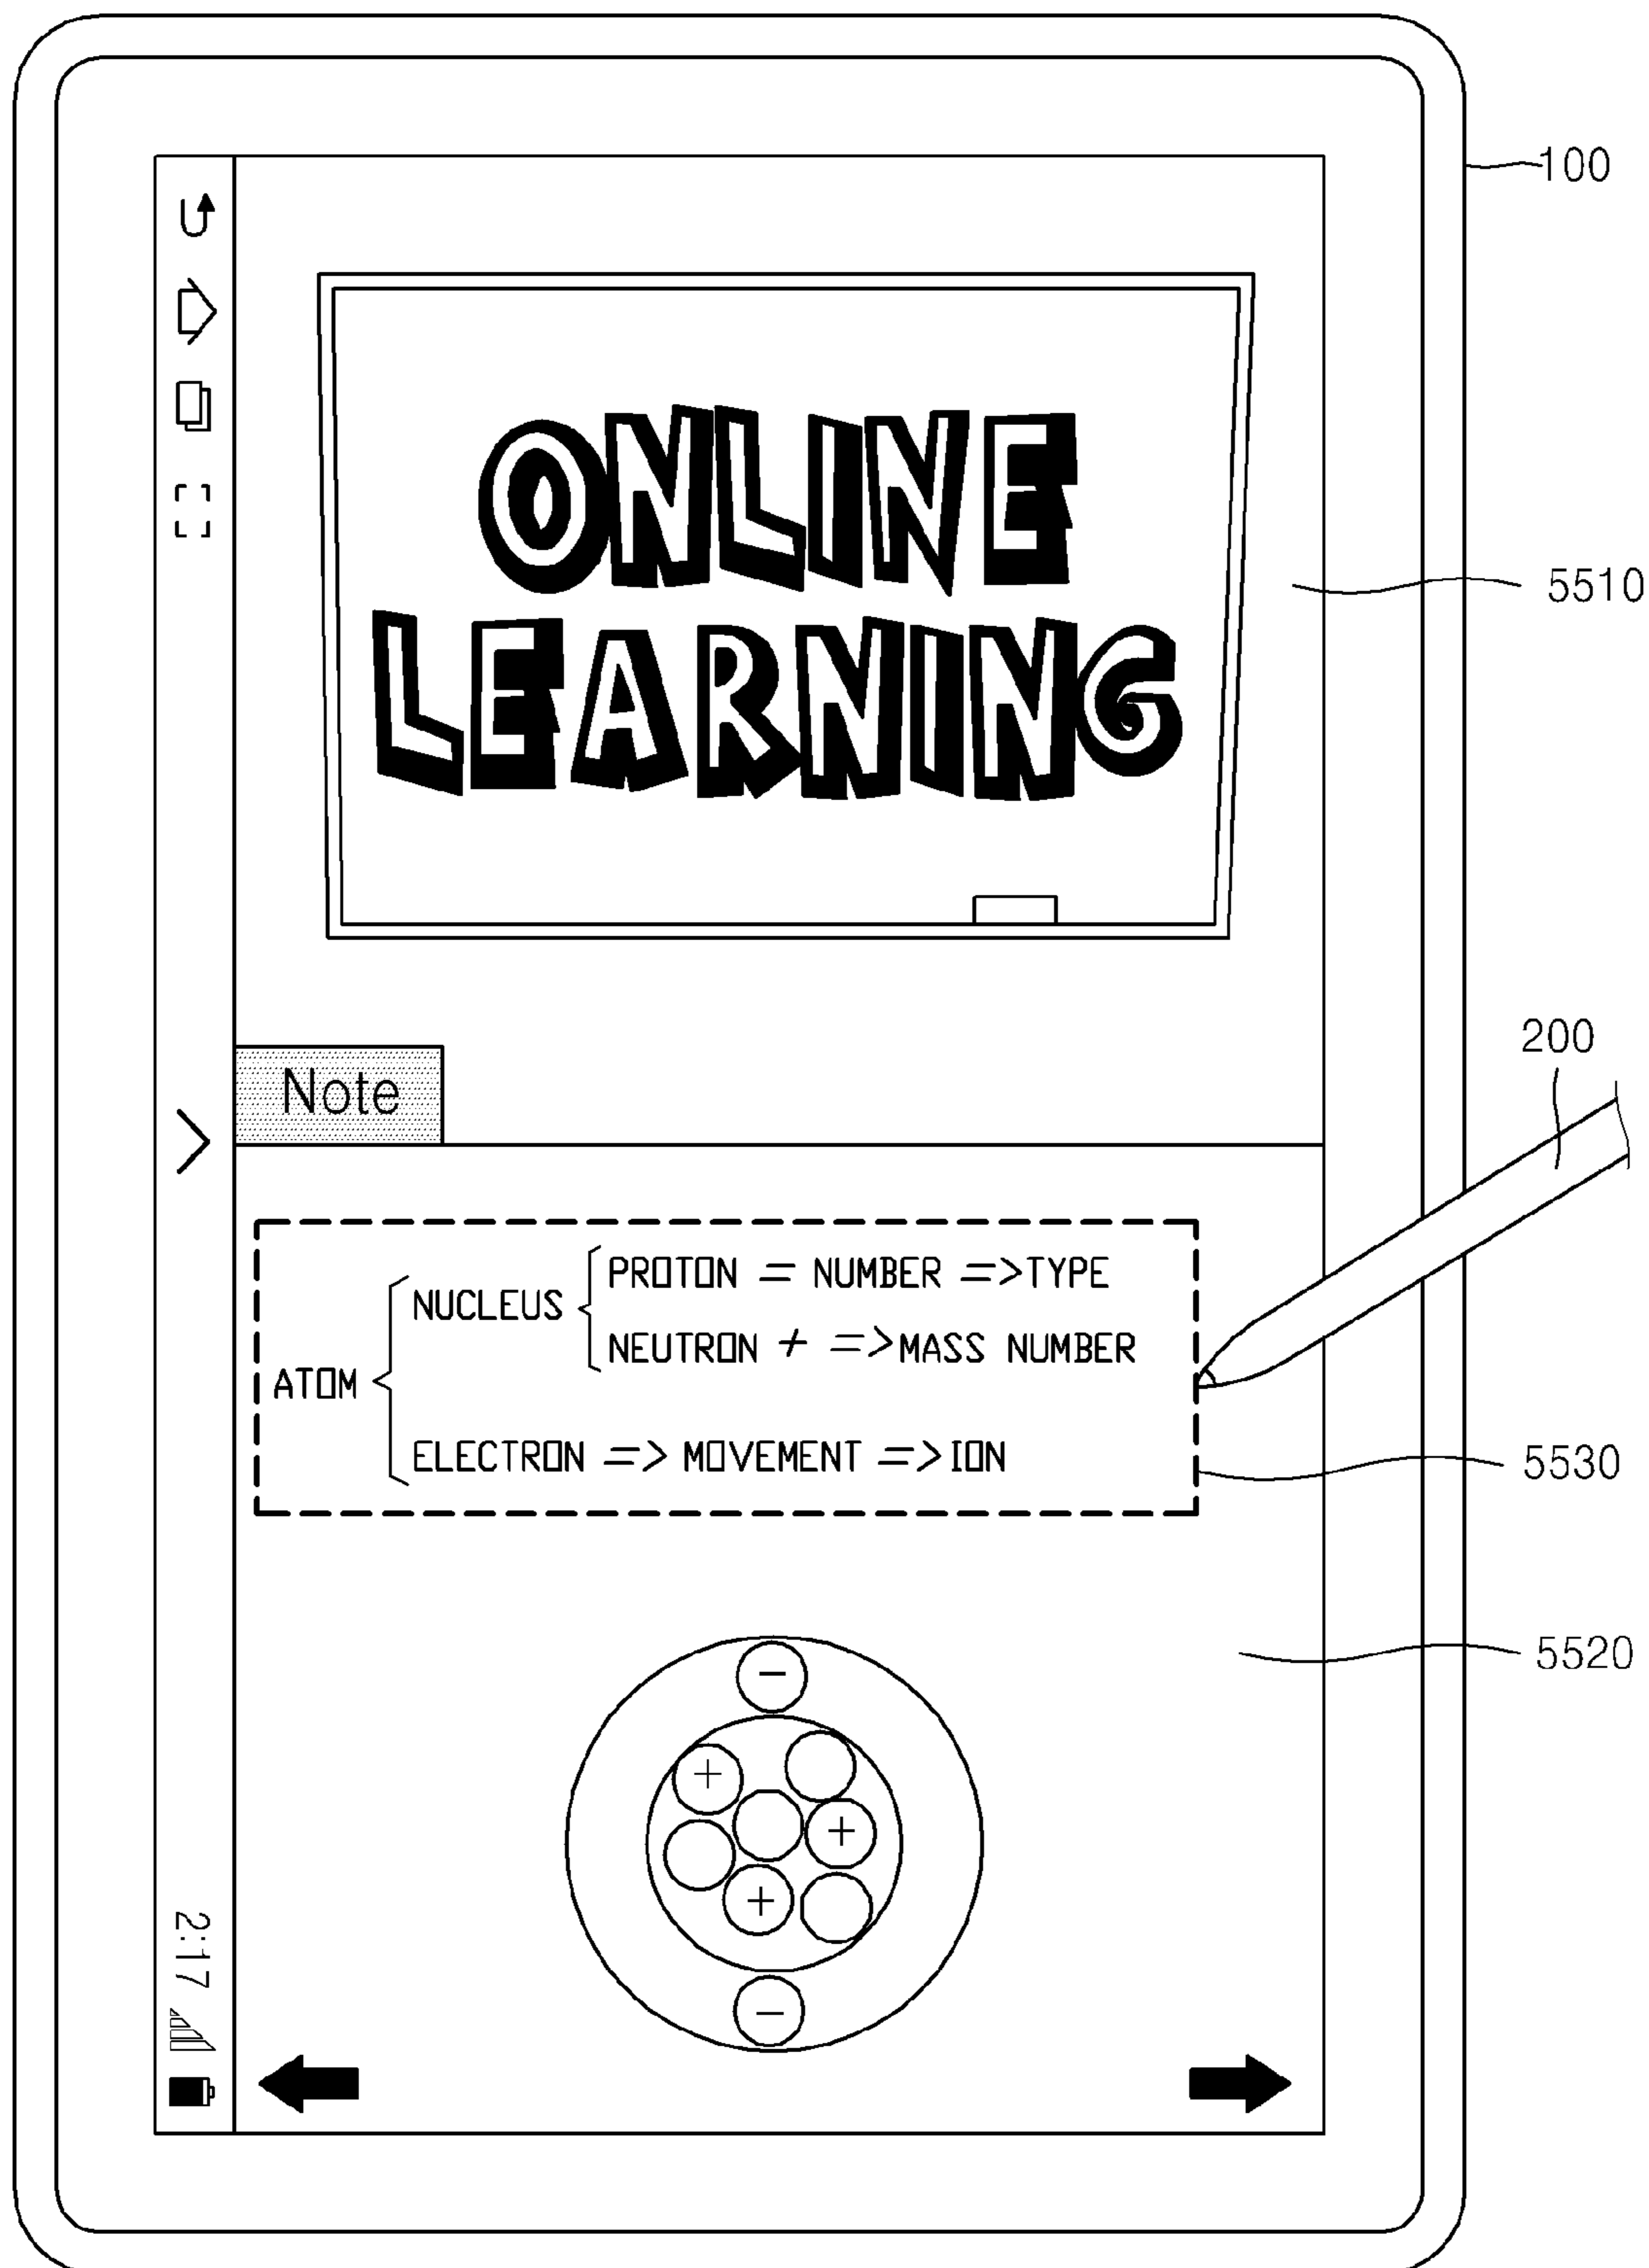 100
ONLINE
LEARNING
5510
Note
200
PROTON = NUMBER =>TYPE
NUCLEUS
NEUTRON + =>MASS NUMBER
ATOM
ELECTRON => MOVEMENT =>ION
5530
5520
−
+
+
+
−
2:17